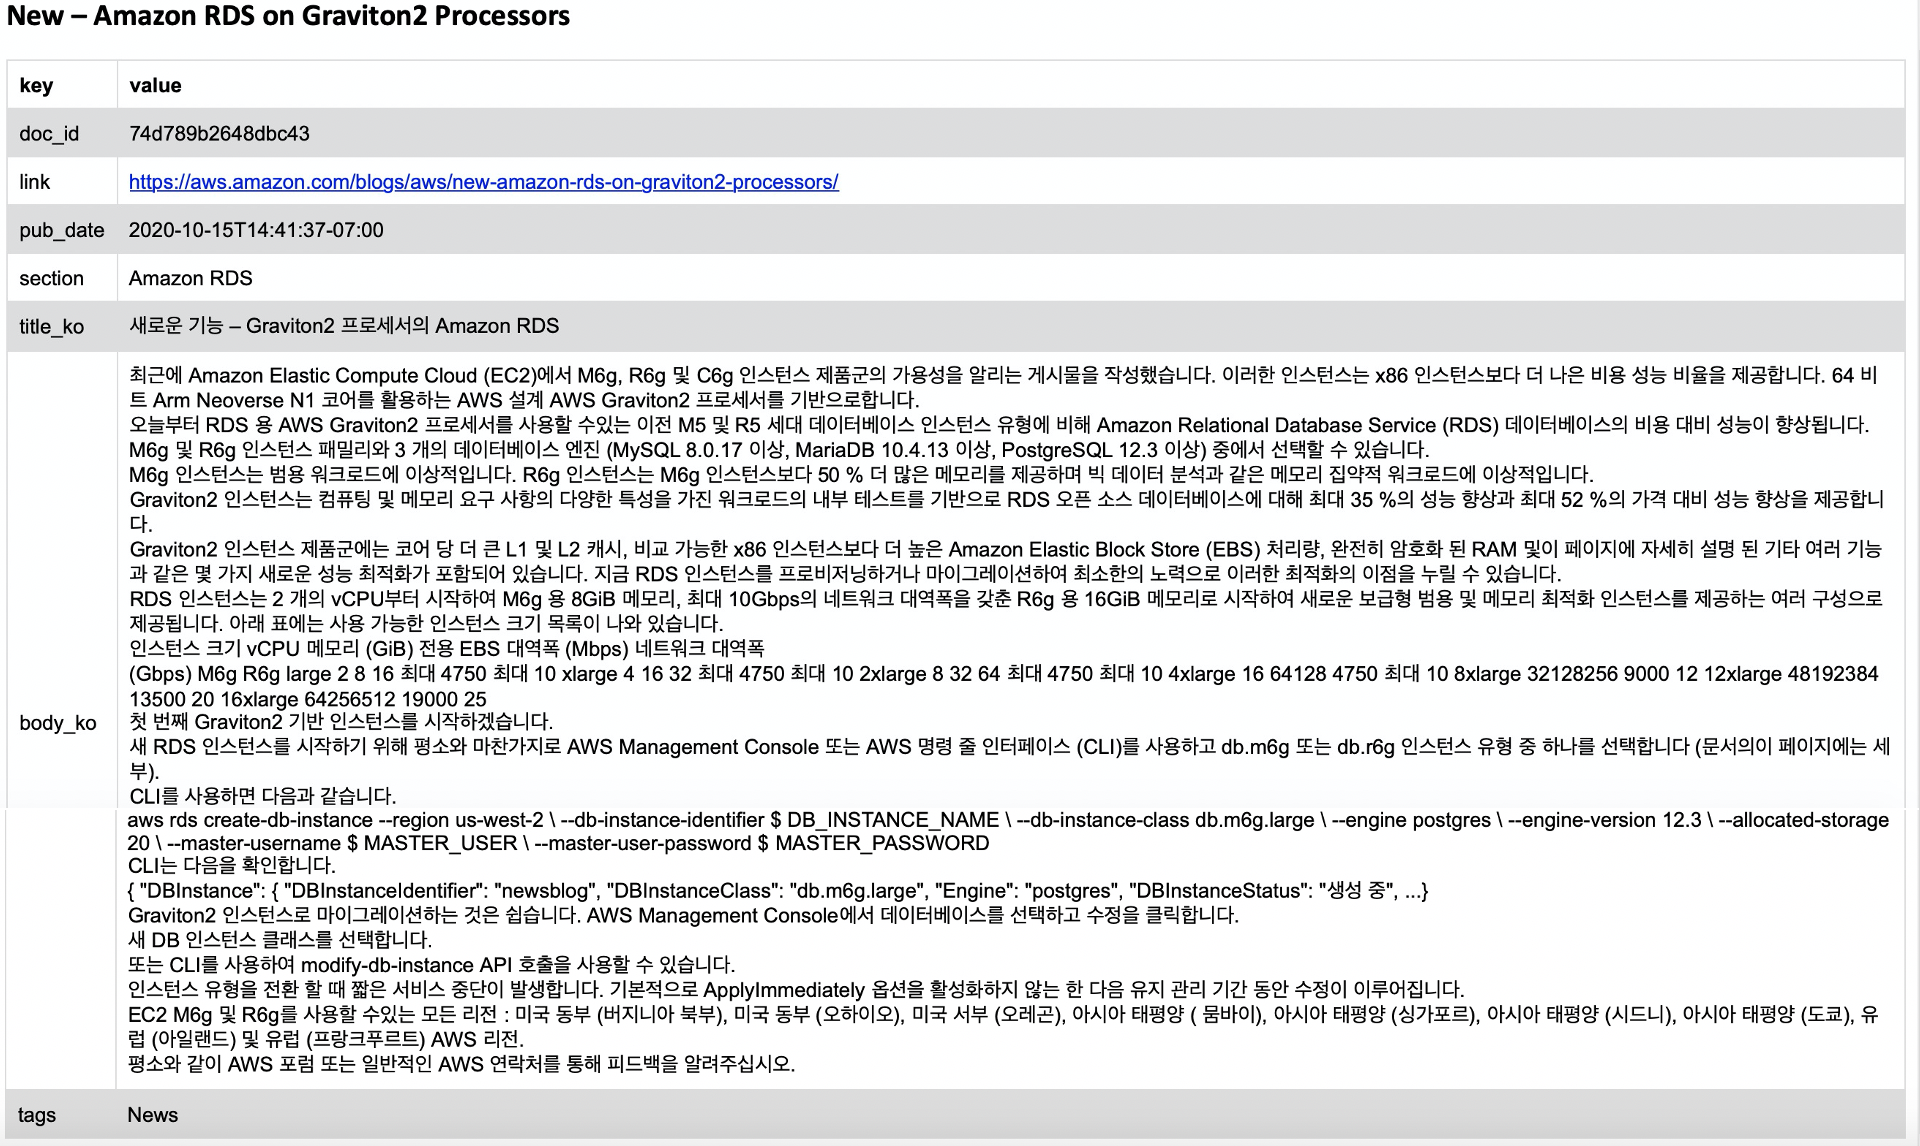 New – Amazon RDS on Graviton2 Processors
key value
doc_id 74d789b2648dbc43
link https://aws.amazon.com/blogs/aws/new-amazon-rds-on-graviton2-processors/
pub_date 2020-10-15T14:41:37-07:00
section Amazon RDS
title_ko 새로운 기능 – Graviton2 프로세서의 Amazon RDS
최근에 Amazon Elastic Compute Cloud (EC2)에서 M6g, R6g 및 C6g 인스턴스 제품군의 가용성을 알리는 게시물을 작성했습니다. 이러한 인스턴스는 x86 인스턴스보다 더 나은 비용 성능 비율을 제공합니다. 64 비
트 Arm Neoverse N1 코어를 활용하는 AWS 설계 AWS Graviton2 프로세서를 기반으로합니다.
오늘부터 RDS 용 AWS Graviton2 프로세서를 사용할 수있는 이전 M5 및 R5 세대 데이터베이스 인스턴스 유형에 비해 Amazon Relational Database Service (RDS) 데이터베이스의 비용 대비 성능이 향상됩니다.
M6g 및 R6g 인스턴스 패밀리와 3 개의 데이터베이스 엔진 (MySQL 8.0.17 이상, MariaDB 10.4.13 이상, PostgreSQL 12.3 이상) 중에서 선택할 수 있습니다.
M6g 인스턴스는 범용 워크로드에 이상적입니다. R6g 인스턴스는 M6g 인스턴스보다 50 % 더 많은 메모리를 제공하며 빅 데이터 분석과 같은 메모리 집약적 워크로드에 이상적입니다.
Graviton2 인스턴스는 컴퓨팅 및 메모리 요구 사항의 다양한 특성을 가진 워크로드의 내부 테스트를 기반으로 RDS 오픈 소스 데이터베이스에 대해 최대 35 %의 성능 향상과 최대 52 %의 가격 대비 성능 향상을 제공합니
다.
Graviton2 인스턴스 제품군에는 코어 당 더 큰 L1 및 L2 캐시, 비교 가능한 x86 인스턴스보다 더 높은 Amazon Elastic Block Store (EBS) 처리량, 완전히 암호화 된 RAM 및이 페이지에 자세히 설명 된 기타 여러 기능
과 같은 몇 가지 새로운 성능 최적화가 포함되어 있습니다. 지금 RDS 인스턴스를 프로비저닝하거나 마이그레이션하여 최소한의 노력으로 이러한 최적화의 이점을 누릴 수 있습니다.
RDS 인스턴스는 2 개의 vCPU부터 시작하여 M6g 용 8GiB 메모리, 최대 10Gbps의 네트워크 대역폭을 갖춘 R6g 용 16GiB 메모리로 시작하여 새로운 보급형 범용 및 메모리 최적화 인스턴스를 제공하는 여러 구성으로
제공됩니다. 아래 표에는 사용 가능한 인스턴스 크기 목록이 나와 있습니다.
인스턴스 크기 vCPU 메모리 (GiB) 전용 EBS 대역폭 (Mbps) 네트워크 대역폭
(Gbps) M6g R6g large 2 8 16 최대 4750 최대 10 xlarge 4 16 32 최대 4750 최대 10 2xlarge 8 32 64 최대 4750 최대 10 4xlarge 16 64128 4750 최대 10 8xlarge 32128256 9000 12 12xlarge 48192384
13500 20 16xlarge 64256512 19000 25
body_ko 첫 번째 Graviton2 기반 인스턴스를 시작하겠습니다.
새 RDS 인스턴스를 시작하기 위해 평소와 마찬가지로 AWS Management Console 또는 AWS 명령 줄 인터페이스 (CLI)를 사용하고 db.m6g 또는 db.r6g 인스턴스 유형 중 하나를 선택합니다 (문서의이 페이지에는 세
부).
CLI를 사용하면 다음과 같습니다.
aws rds create-db-instance --region us-west-2 \ --db-instance-identifier $ DB_INSTANCE_NAME \ --db-instance-class db.m6g.large \ --engine postgres \ --engine-version 12.3 \ --allocated-storage
20 \ --master-username $ MASTER_USER \ --master-user-password $ MASTER_PASSWORD
CLI는 다음을 확인합니다.
{ "DBInstance": { "DBInstanceIdentifier": "newsblog", "DBInstanceClass": "db.m6g.large", "Engine": "postgres", "DBInstanceStatus": "생성 중", ...}
Graviton2 인스턴스로 마이그레이션하는 것은 쉽습니다. AWS Management Console에서 데이터베이스를 선택하고 수정을 클릭합니다.
새 DB 인스턴스 클래스를 선택합니다.
또는 CLI를 사용하여 modify-db-instance API 호출을 사용할 수 있습니다.
인스턴스 유형을 전환 할 때 짧은 서비스 중단이 발생합니다. 기본적으로 ApplyImmediately 옵션을 활성화하지 않는 한 다음 유지 관리 기간 동안 수정이 이루어집니다.
EC2 M6g 및 R6g를 사용할 수있는 모든 리전 : 미국 동부 (버지니아 북부), 미국 동부 (오하이오), 미국 서부 (오레곤), 아시아 태평양 ( 뭄바이), 아시아 태평양 (싱가포르), 아시아 태평양 (시드니), 아시아 태평양 (도쿄), 유
럽 (아일랜드) 및 유럽 (프랑크푸르트) AWS 리전.
평소와 같이 AWS 포럼 또는 일반적인 AWS 연락처를 통해 피드백을 알려주십시오.
tags News